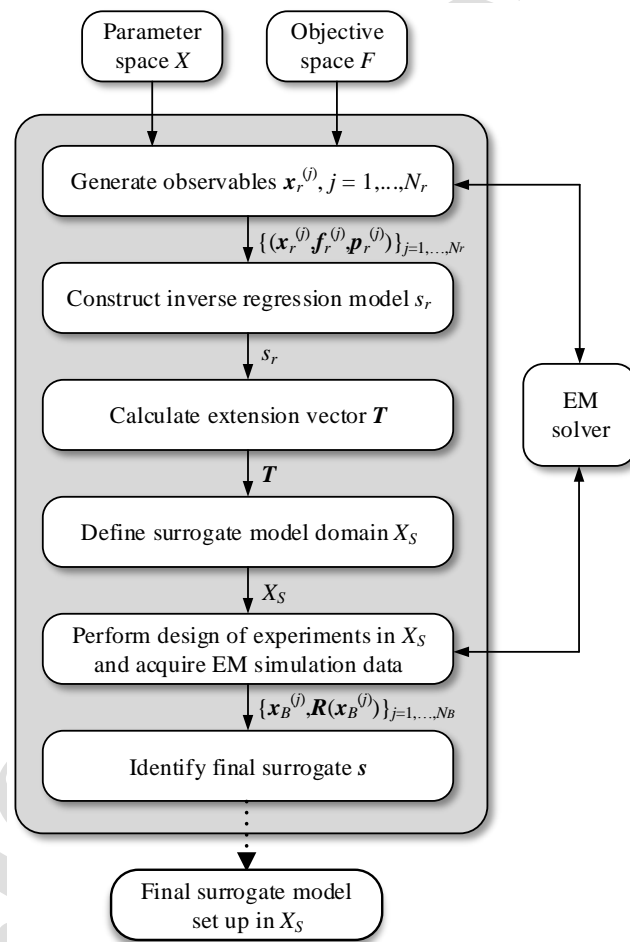 Parameter
space X
Objective
space F
Generate observables x_r^(j), j = 1,...,N_r
{(x_r^(j),f_r^(j),p_r^(j))}_j=1,…,N_r
Construct inverse regression model s_r
s_r
Calculate extension vector T
EM
solver
T
Define surrogate model domain X_S
X_S
Perform design of experiments in X_S
and acquire EM simulation data
{x_B^(j),R(x_B^(j))}_j=1,…,N_B
Identify final surrogate s
Final surrogate model
set up in X_S